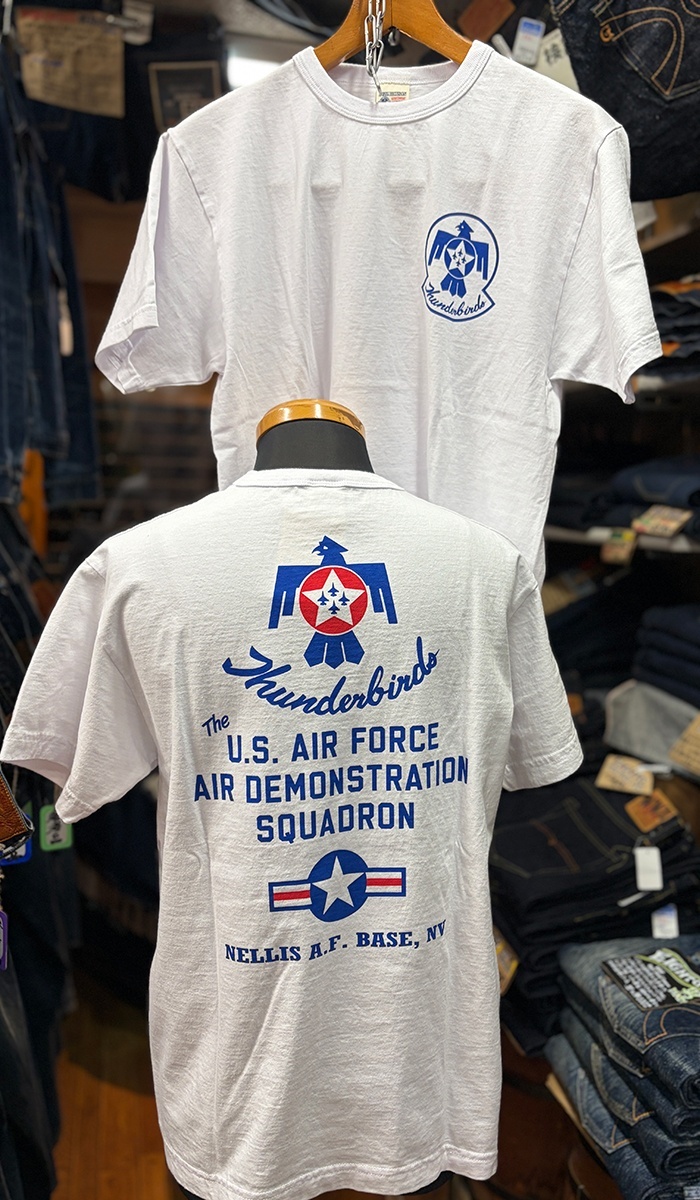 Thunderbirds
Thunderbirds
The
U.S. AIR FORCE
AIR DEMONSTRATION
SQUADRON
NELLIS A.F. BASE, NV